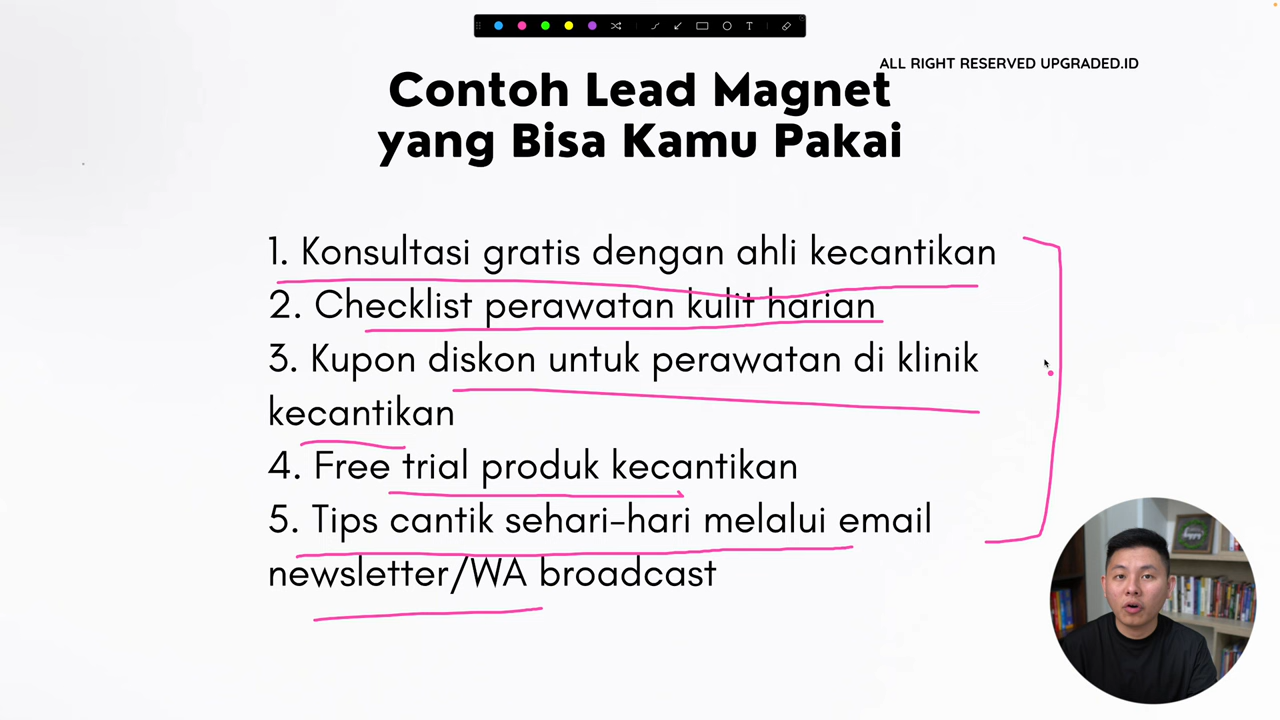 ALL RIGHT RESERVED UPGRADED.ID
Contoh Lead Magnet
yang Bisa Kamu Pakai
1. Konsultasi gratis dengan ahli kecantikan
2. Checklist perawatan kulit harian
3. Kupon diskon untuk perawatan di klinik
kecantikan
4. Free trial produk kecantikan
5. Tips cantik sehari-hari melalui email
newsletter/WA broadcast